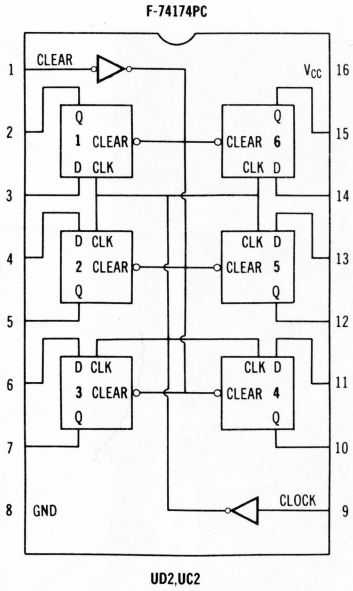 F-74174PC
1 CLEAR 16
V_CC
Q Q
2 1 CLEAR CLEAR 6 15
D CLK CLK D
3 14
4 D CLK CLK D 13
2 CLEAR CLEAR 5
Q Q
5 12
D CLK CLK D
6 3 CLEAR CLEAR 4 11
Q Q
7 10
8 GND CLOCK 9
UD2,UC2